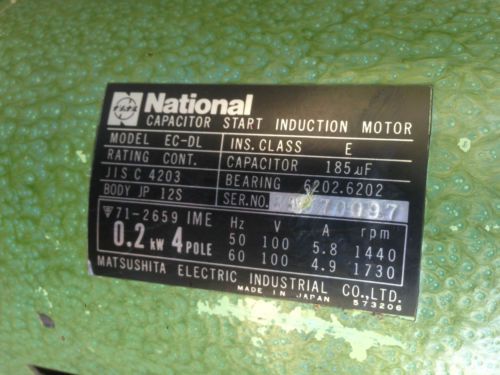 National
CAPACITOR START INDUCTION MOTOR
MODEL EC-DL INS.CLASS E
RATING CONT. CAPACITOR 185μF
JIS C 4203 BEARING 6202.6202
BODY JP 12S SER.NO.
▽71-2659 IME Hz V A rpm
0.2 kW 4 POLE 50 100 5.8 1440
60 100 4.9 1730
MATSUSHITA ELECTRIC INDUSTRIAL CO.,LTD.
MADE IN JAPAN
573206